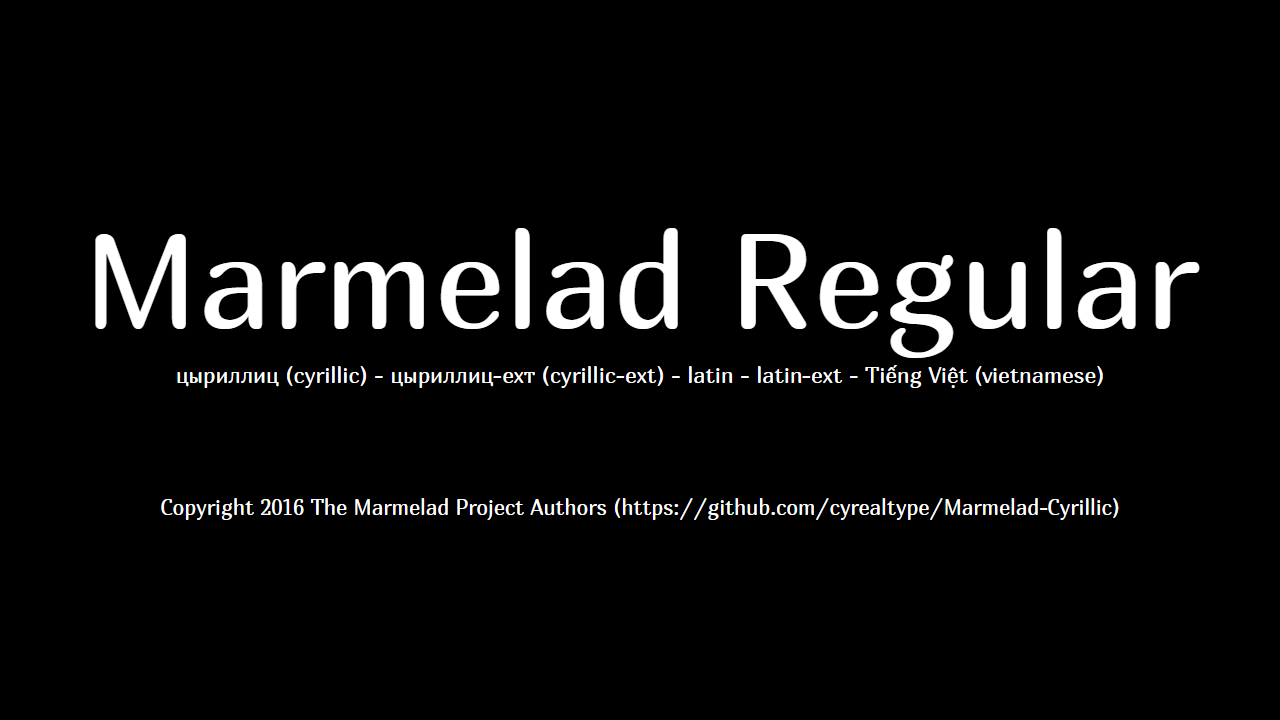 Marmelad Regular
цыриллиц (cyrillic) - цыриллиц-ехт (cyrillic-ext) - latin - latin-ext - Tiếng Việt (vietnamese)
Copyright 2016 The Marmelad Project Authors (https://github.com/cyrealtype/Marmelad-Cyrillic)